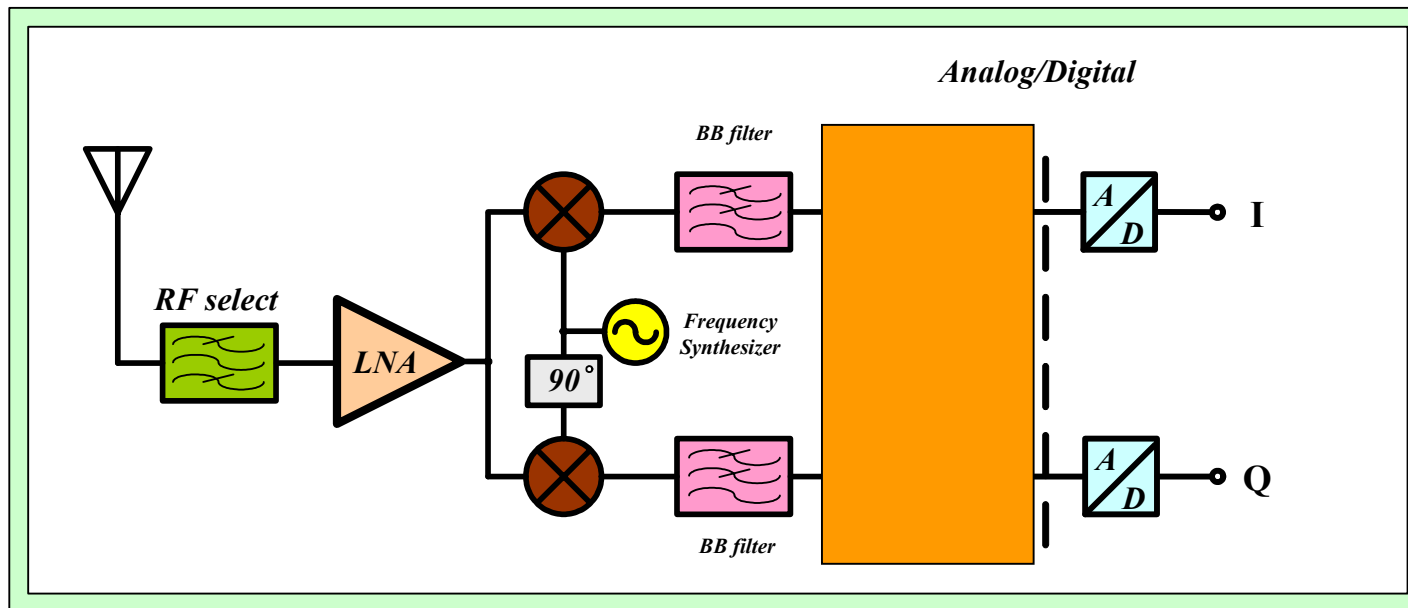 Analog/Digital
BB filter
A
D
I
RF select
LNA
Frequency
Synthesizer
90°
A
D
Q
BB filter